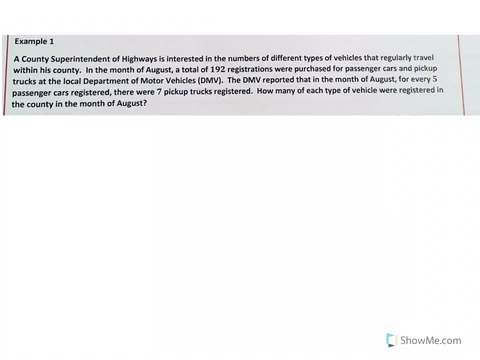 Example 1
A County Superintendent of Highways is interested in the numbers of different types of vehicles that regularly travel
within his county. In the month of August, a total of 192 registrations were purchased for passenger cars and pickup
trucks at the local Department of Motor Vehicles (DMV). The DMV reported that in the month of August, for every 5
passenger cars registered, there were 7 pickup trucks registered. How many of each type of vehicle were registered in
the county in the month of August?
ShowMe.com